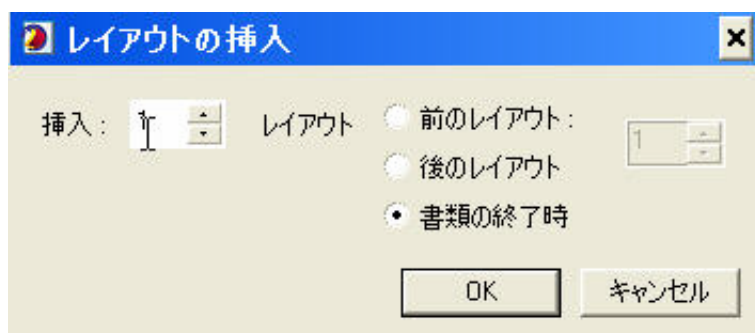 レイアウトの挿入
挿入： 1 レイアウト
前のレイアウト： 1
後のレイアウト
書類の終了時
OK キャンセル